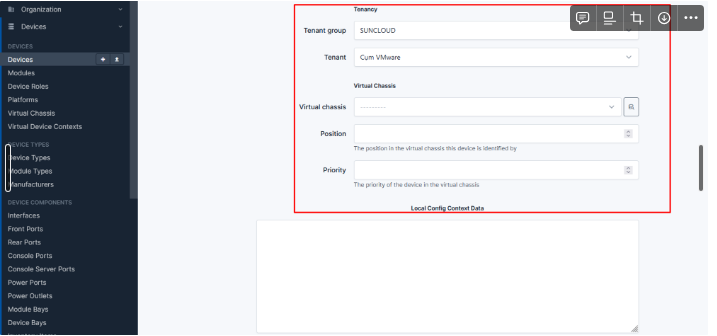 Organization
Devices
DEVICES
Devices
Modules
Device Roles
Platforms
Virtual Chassis
Virtual Device Contexts
DEVICE TYPES
Device Types
Module Types
Manufacturers
DEVICE COMPONENTS
Interfaces
Front Ports
Rear Ports
Console Ports
Console Server Ports
Power Ports
Power Outlets
Module Bays
Device Bays
Tenancy
Tenant group SUNCLOUD
Tenant Cum VMware
Virtual Chassis
Virtual chassis ---------
Position
The position in the virtual chassis this device is identified by
Priority
The priority of the device in the virtual chassis
Local Config Context Data